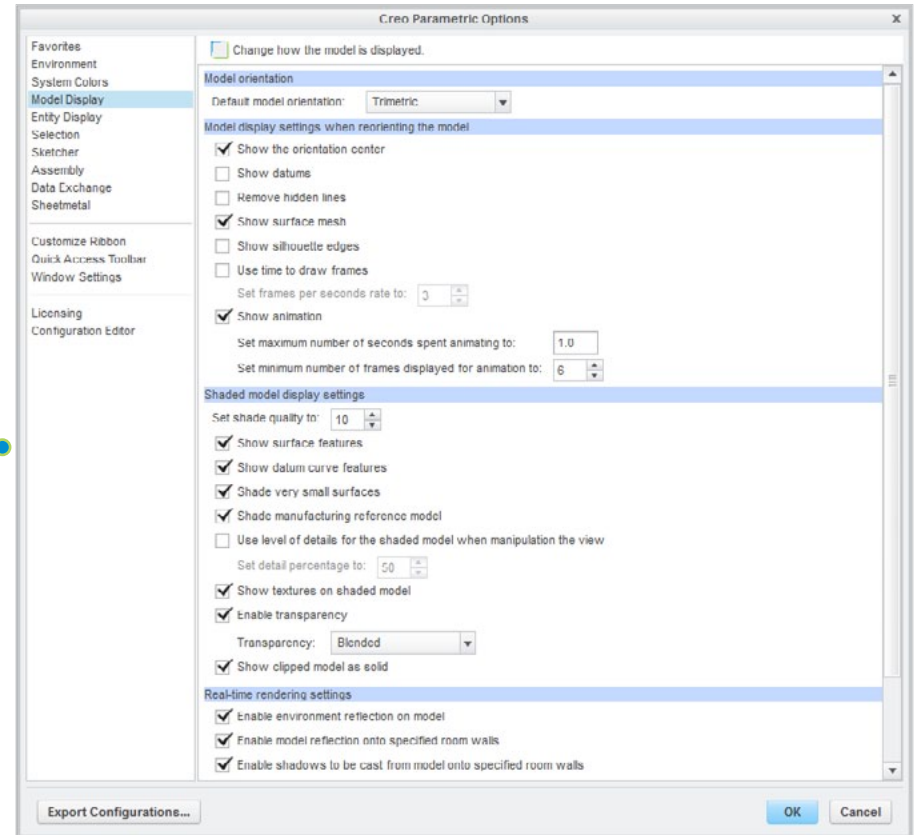 Creo Parametric Options
x
Favorites
Environment
System Colors
Model Display
Entity Display
Selection
Sketcher
Assembly
Data Exchange
Sheetmetal
Customize Ribbon
Quick Access Toolbar
Window Settings
Licensing
Configuration Editor
Change how the model is displayed.
Model orientation
Default model orientation: Trimetric
Model display settings when reorienting the model
Show the orientation center
Show datums
Remove hidden lines
Show surface mesh
Show silhouette edges
Use time to draw frames
Set frames per seconds rate to: 3
Show animation
Set maximum number of seconds spent animating to: 1.0
Set minimum number of frames displayed for animation to: 6
Shaded model display settings
Set shade quality to: 10
Show surface features
Show datum curve features
Shade very small surfaces
Shade manufacturing reference model
Use level of details for the shaded model when manipulation the view
Set detail percentage to: 50
Show textures on shaded model
Enable transparency
Transparency: Blended
Show clipped model as solid
Real-time rendering settings
Enable environment reflection on model
Enable model reflection onto specified room walls
Enable shadows to be cast from model onto specified room walls
Export Configurations...
OK
Cancel